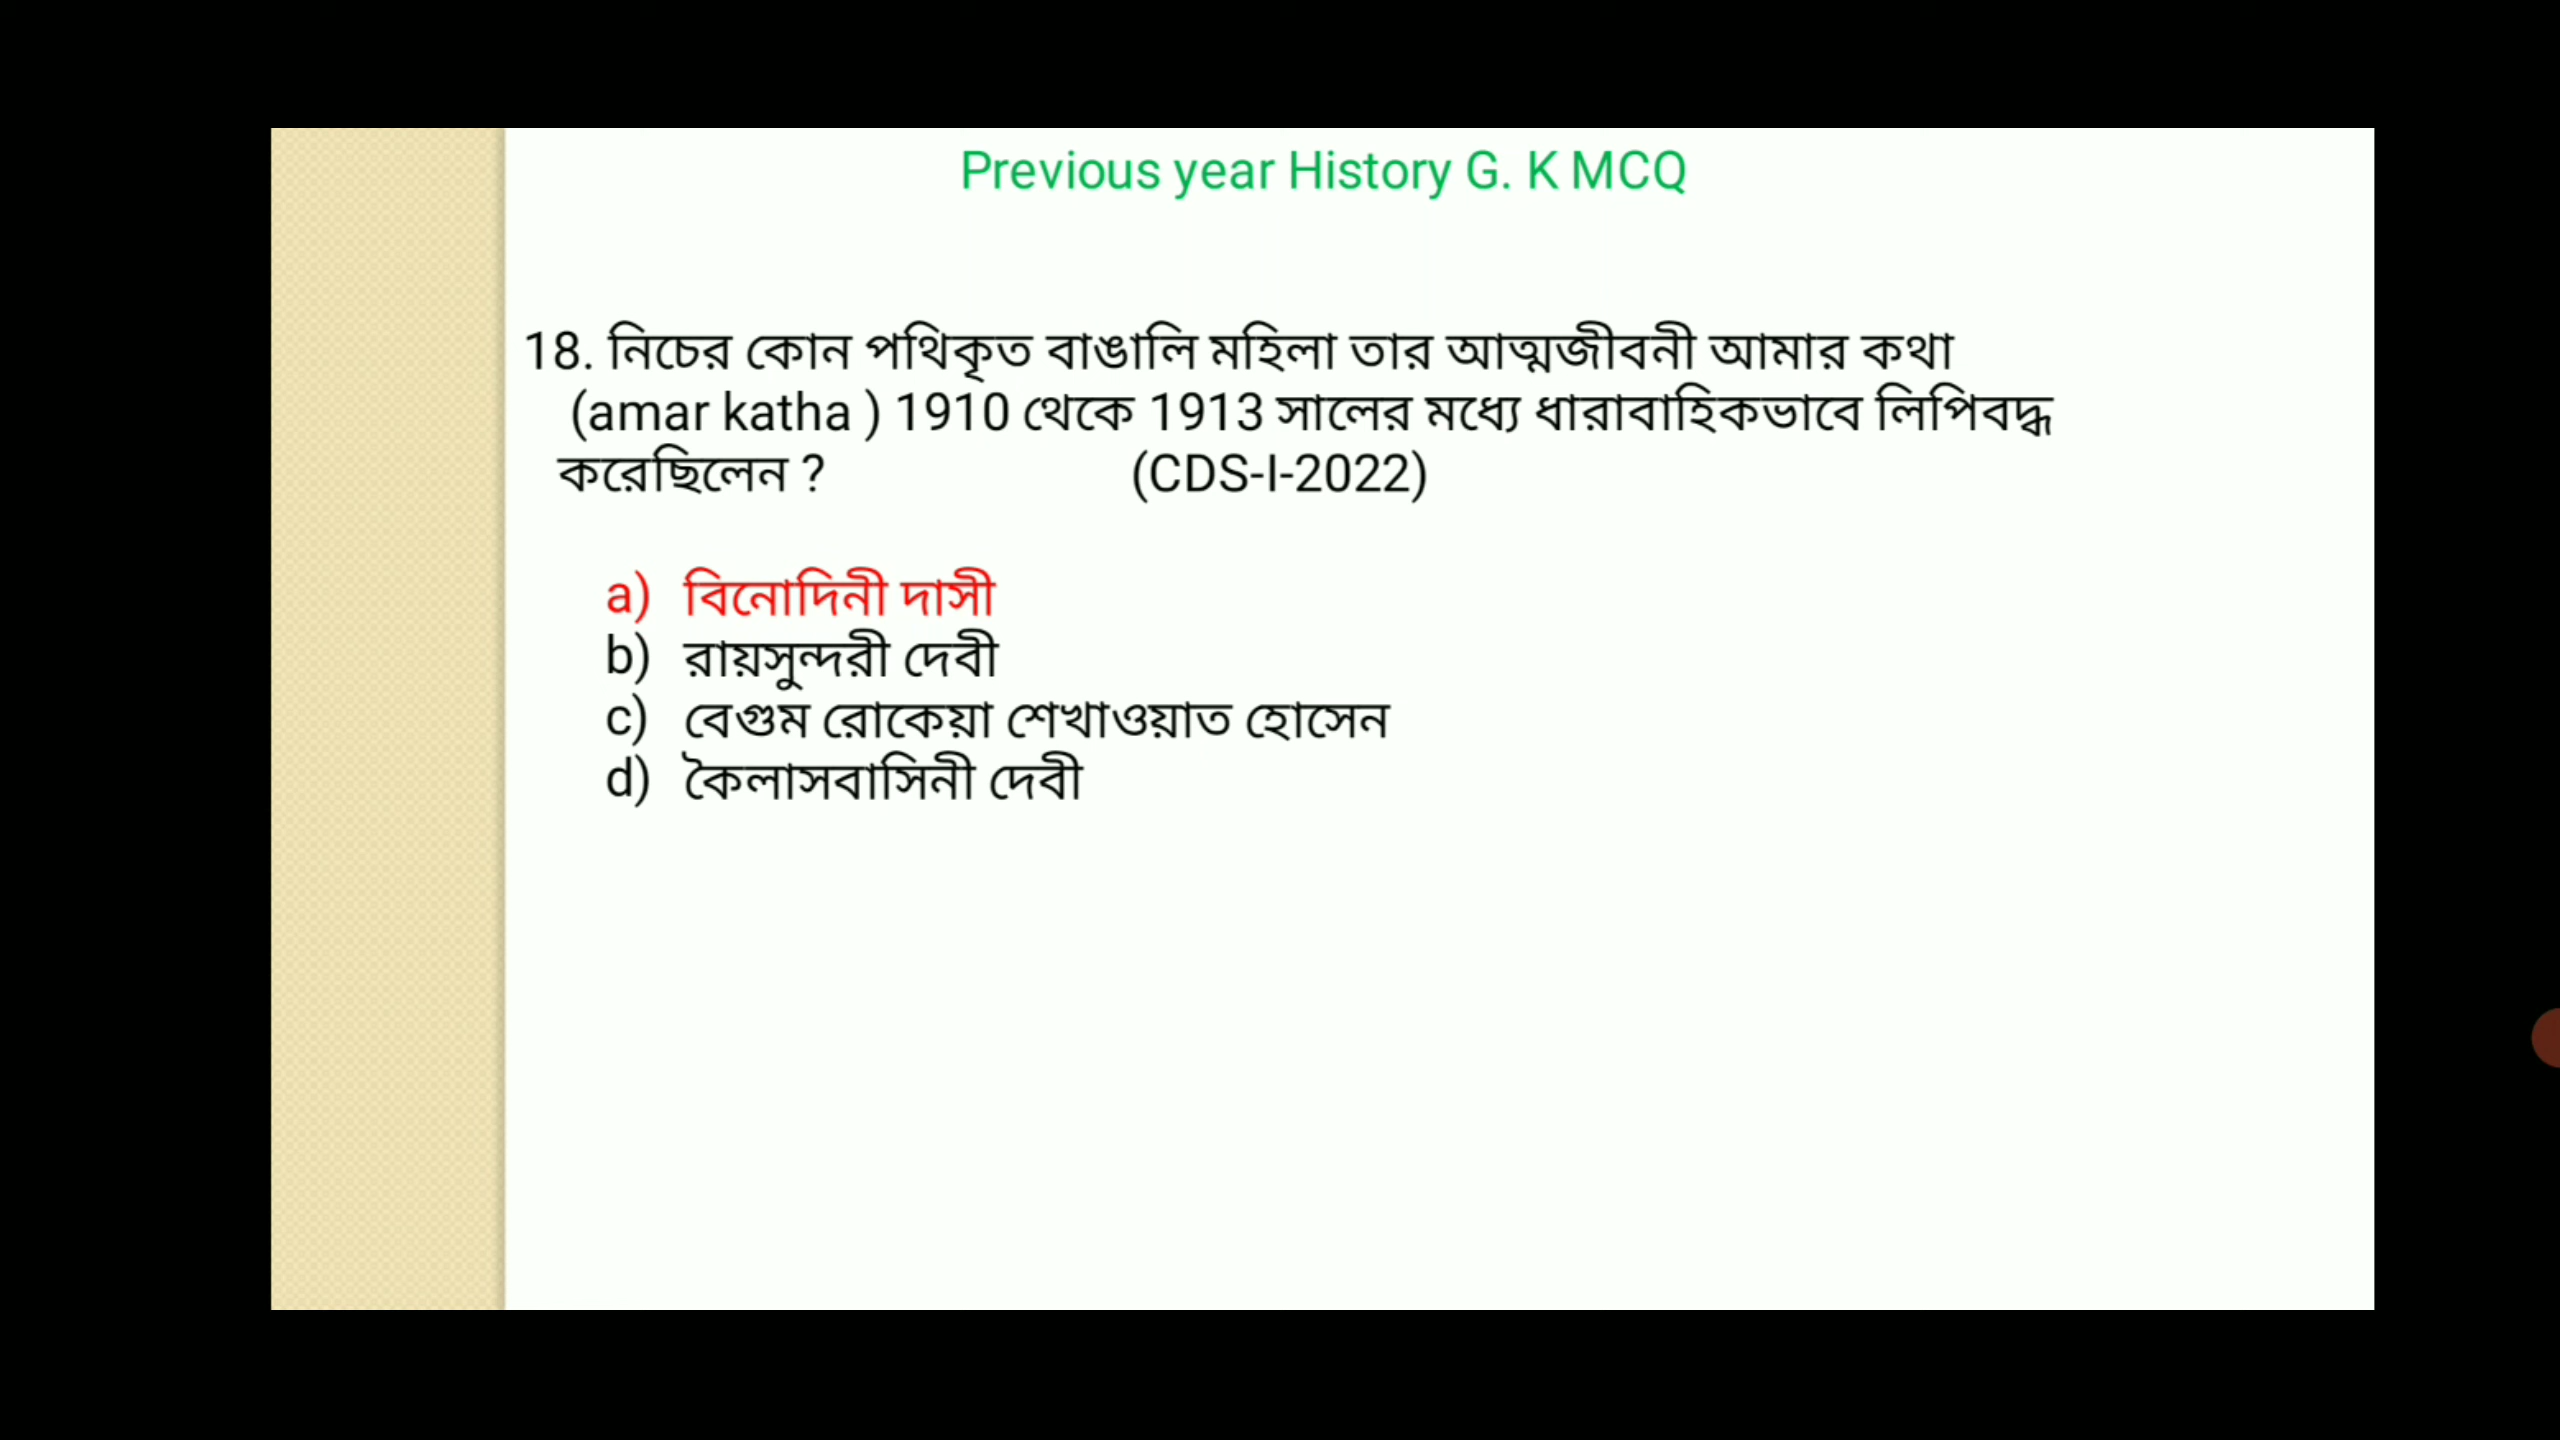 Previous year History G. K MCQ
18. নিচের কোন পথিকৃত বাঙালি মহিলা তার আত্মজীবনী আমার কথা
(amar katha ) 1910 থেকে 1913 সালের মধ্যে ধারাবাহিকভাবে লিপিবদ্ধ
করেছিলেন ? (CDS-I-2022)
a) বিনোদিনী দাসী
b) রায়সুন্দরী দেবী
c) বেগুম রোকেয়া শেখাওয়াত হোসেন
d) কৈলাসবাসিনী দেবী